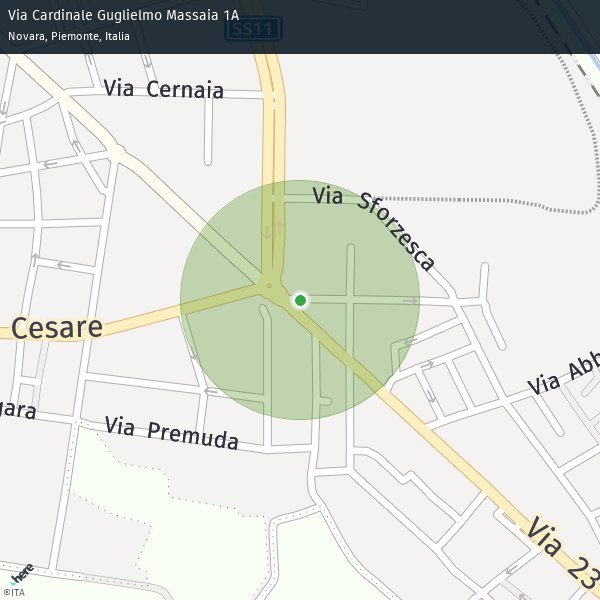 Via Cardinale Guglielmo Massaia 1A
Novara, Piemonte, Italia
SS11
Via Cernaia
Via Sforzesca
Cesare
Via Abb
gara
Via Premuda
Via 23
here
©ITA